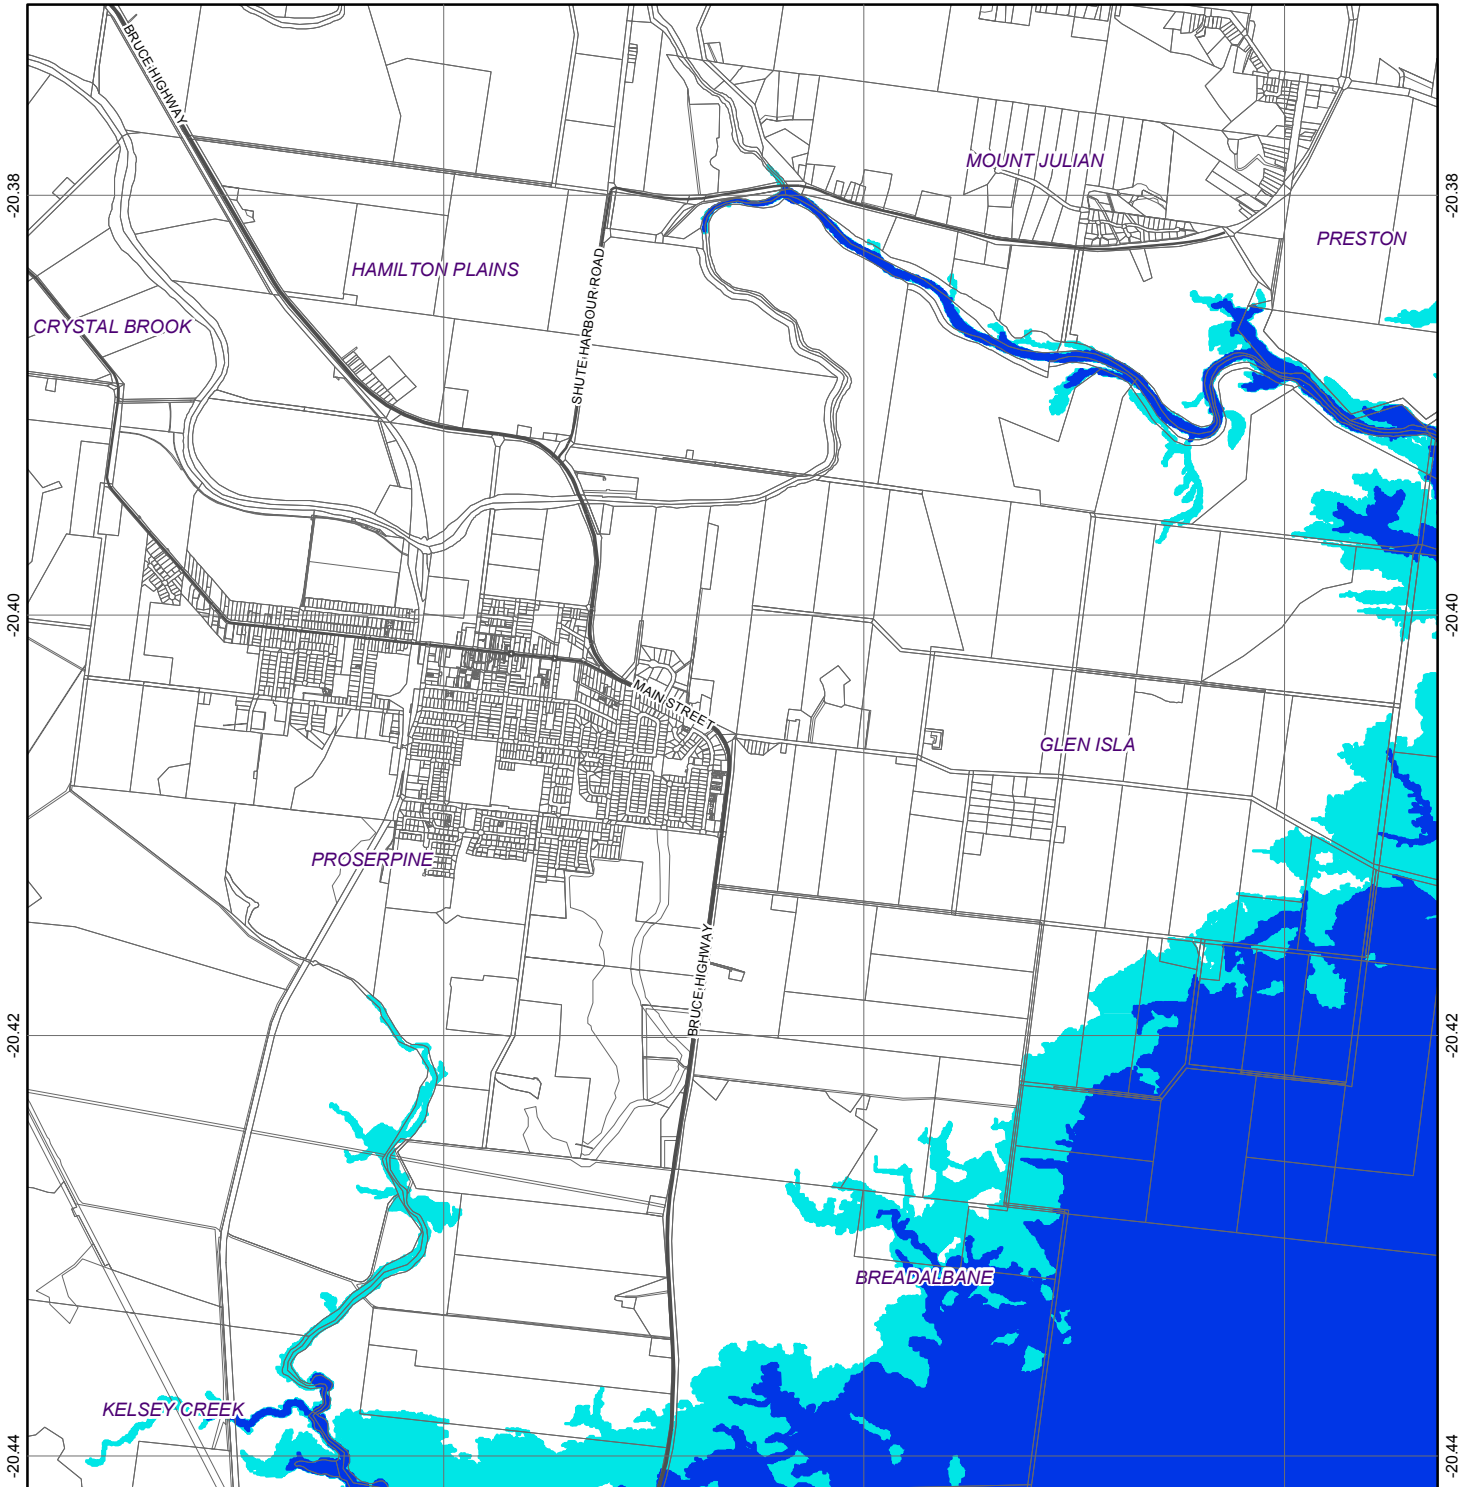 BRUCE HIGHWAY
MOUNT JULIAN
-20.38
-20.38
PRESTON
HAMILTON PLAINS
SHUTE HARBOUR ROAD
CRYSTAL BROOK
-20.40
-20.40
MAIN STREET
GLEN ISLA
PROSERPINE
BRUCE HIGHWAY
-20.42
-20.42
BREADALBANE
KELSEY CREEK
-20.44
-20.44